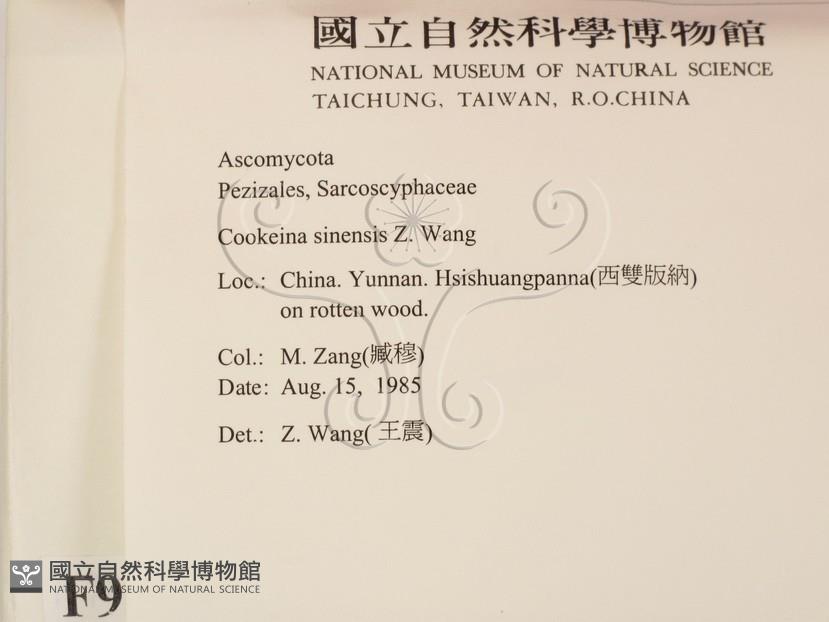 國立自然科學博物館
NATIONAL MUSEUM OF NATURAL SCIENCE
TAICHUNG, TAIWAN, R.O.CHINA
Ascomycota
Pezizales, Sarcoscyphaceae
Cookeina sinensis Z. Wang
Loc.: China. Yunnan. Hsishuangpanna(西雙版納)
on rotten wood.
Col.: M. Zang(臧穆)
Date: Aug. 15, 1985
Det.: Z. Wang( 王震)
國立自然科學博物館
NATIONAL MUSEUM OF NATURAL SCIENCE
F9